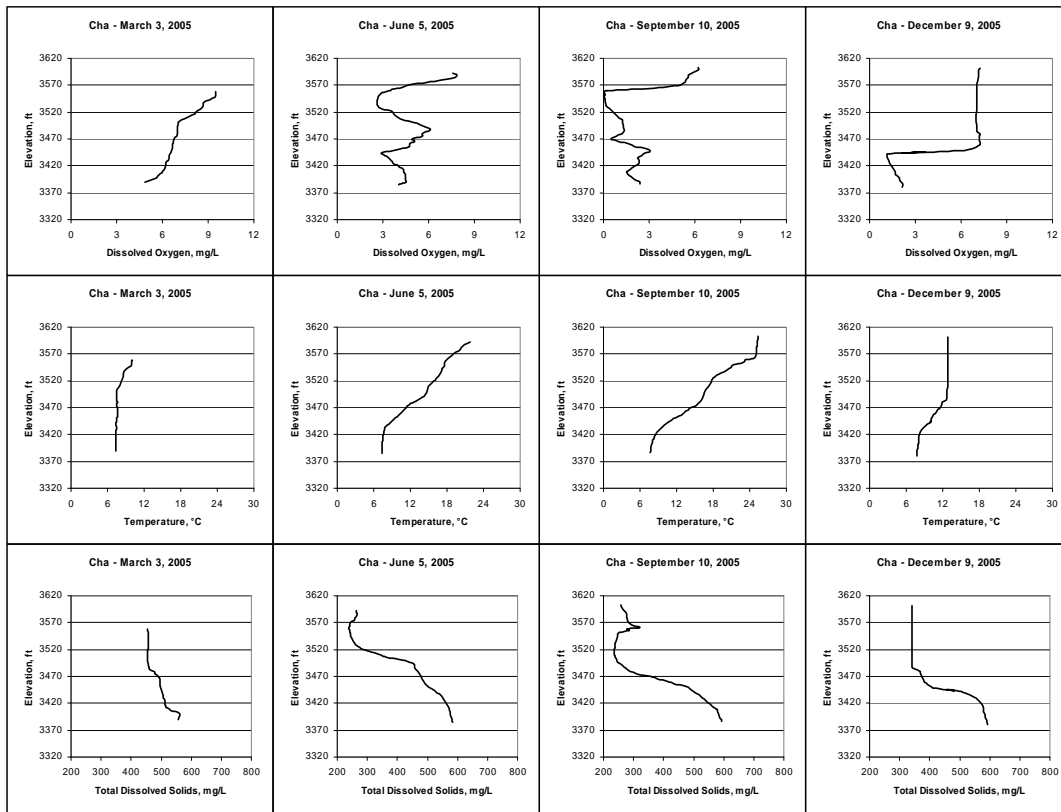 Cha - March 3, 2005
3620
3570
3520
3470
3420
3370
3320
Elevation, ft
0 3 6 9 12
Dissolved Oxygen, mg/L
Cha - June 5, 2005
3620
3570
3520
3470
3420
3370
3320
Elevation, ft
0 3 6 9 12
Dissolved Oxygen, mg/L
Cha - September 10, 2005
3620
3570
3520
3470
3420
3370
3320
Elevation, ft
0 3 6 9 12
Dissolved Oxygen, mg/L
Cha - December 9, 2005
3620
3570
3520
3470
3420
3370
3320
Elevation, ft
0 3 6 9 12
Dissolved Oxygen, mg/L
Cha - March 3, 2005
3620
3570
3520
3470
3420
3370
3320
Elevation, ft
0 6 12 18 24 30
Temperature, °C
Cha - June 5, 2005
3620
3570
3520
3470
3420
3370
3320
Elevation, ft
0 6 12 18 24 30
Temperature, °C
Cha - September 10, 2005
3620
3570
3520
3470
3420
3370
3320
Elevation, ft
0 6 12 18 24 30
Temperature, °C
Cha - December 9, 2005
3620
3570
3520
3470
3420
3370
3320
Elevation, ft
0 6 12 18 24 30
Temperature, °C
Cha - March 3, 2005
3620
3570
3520
3470
3420
3370
3320
Elevation, ft
200 300 400 500 600 700 800
Total Dissolved Solids, mg/L
Cha - June 5, 2005
3620
3570
3520
3470
3420
3370
3320
Elevation, ft
200 300 400 500 600 700 800
Total Dissolved Solids, mg/L
Cha - September 10, 2005
3620
3570
3520
3470
3420
3370
3320
Elevation, ft
200 300 400 500 600 700 800
Total Dissolved Solids, mg/L
Cha - December 9, 2005
3620
3570
3520
3470
3420
3370
3320
Elevation, ft
200 300 400 500 600 700 800
Total Dissolved Solids, mg/L